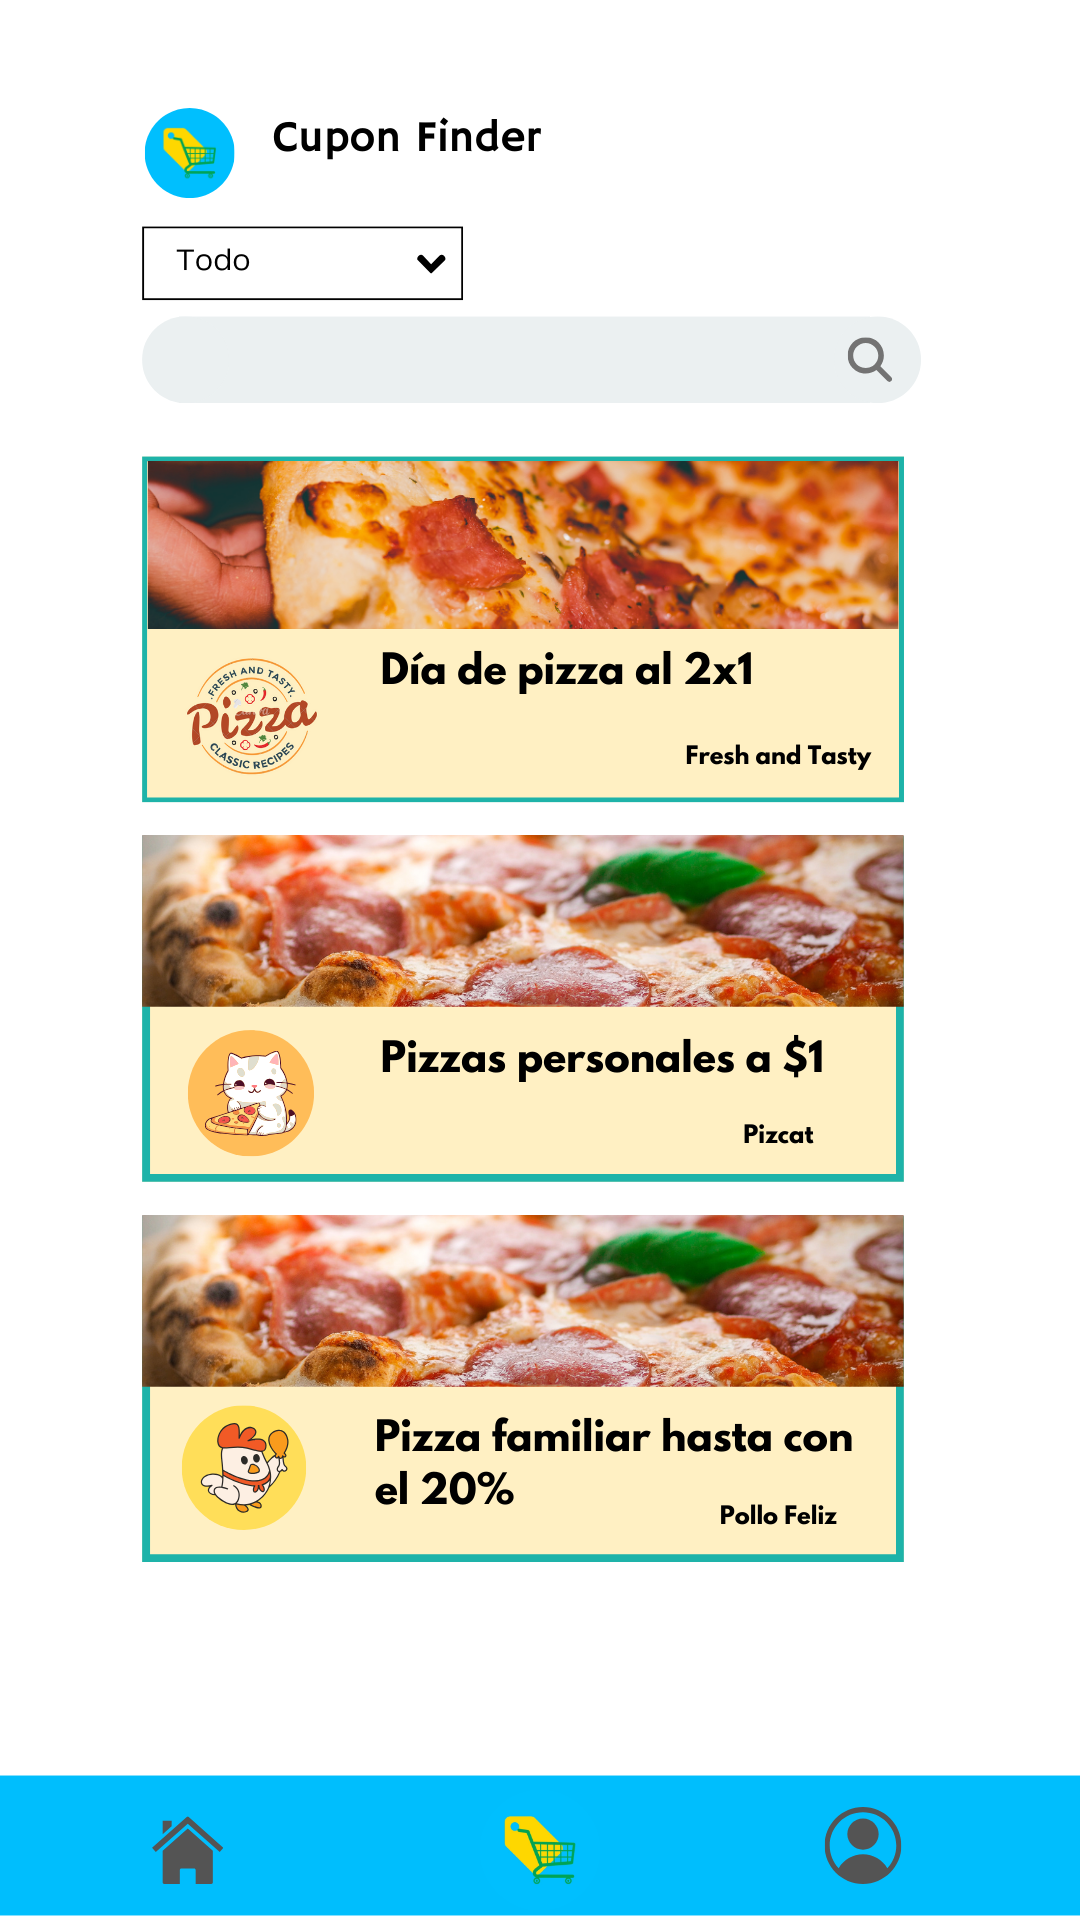 Cupon Finder
Todo
Día de pizza al 2x1
FRESH AND TASTY
Pizza
CLASSIC RECIPES
Fresh and Tasty
Pizzas personales a $1
Pizcat
Pizza familiar hasta con
el 20%
Pollo Feliz